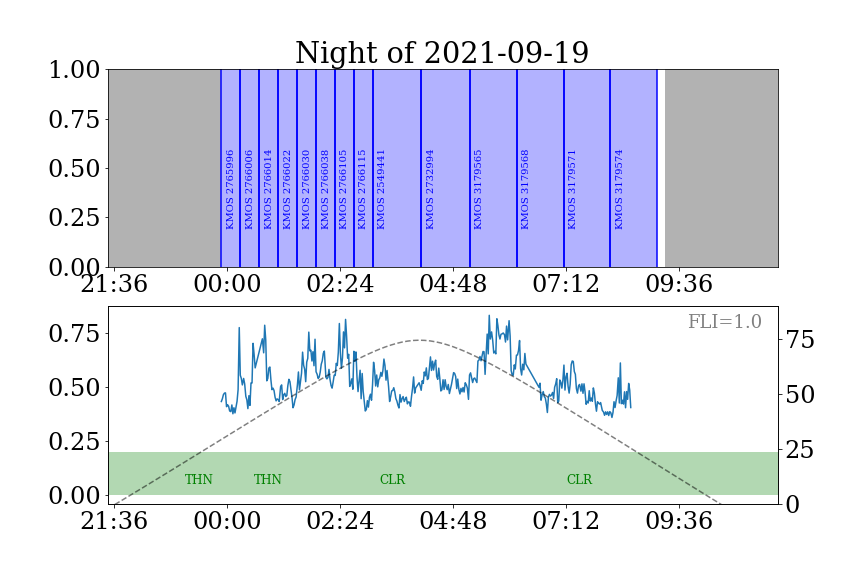 Night of 2021-09-19
1.00
0.75
0.50
0.25
0.00
KMOS 2765996
KMOS 2766006
KMOS 2766014
KMOS 2766022
KMOS 2766030
KMOS 2766038
KMOS 2766105
KMOS 2766115
KMOS 2549441
KMOS 2732994
KMOS 3179565
KMOS 3179568
KMOS 3179571
KMOS 3179574
21:36 00:00 02:24 04:48 07:12 09:36
FLI=1.0
0.75
0.50
0.25
0.00
75
50
25
0
THN THN CLR CLR
21:36 00:00 02:24 04:48 07:12 09:36